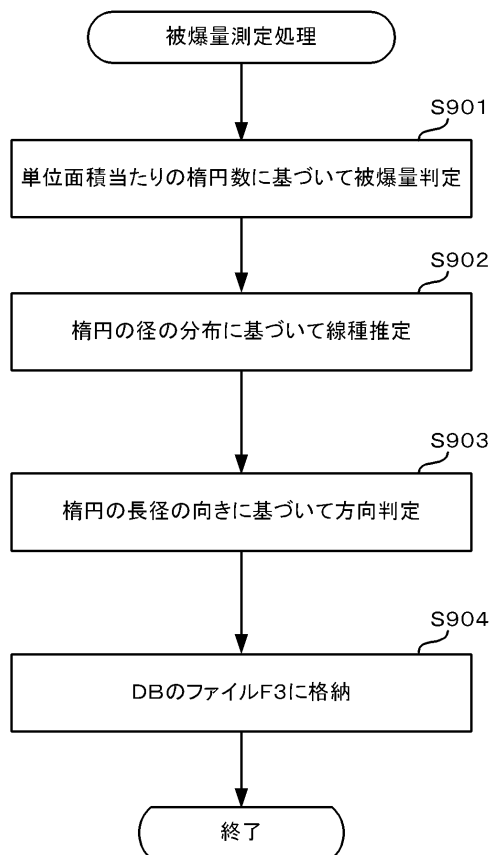 被爆量測定処理
S901
単位面積当たりの楕円数に基づいて被爆量判定
S902
楕円の径の分布に基づいて線種推定
S903
楕円の長径の向きに基づいて方向判定
S904
DBのファイルF3に格納
終了